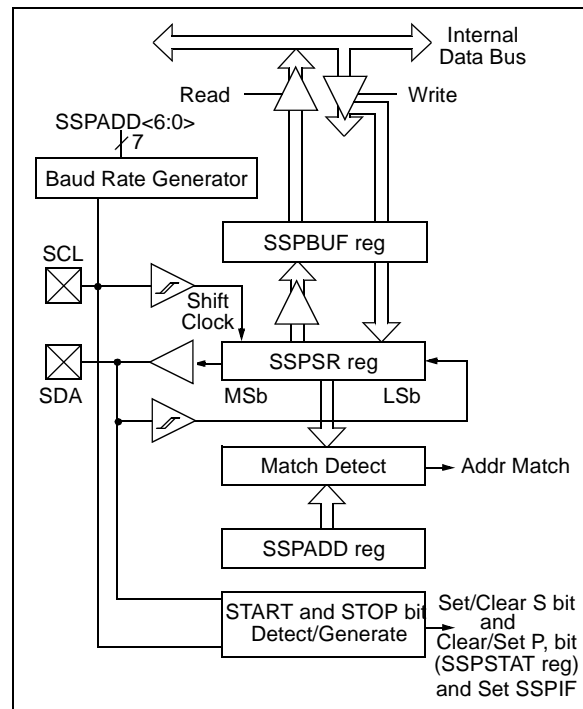 Internal
Data Bus
Read
Write
SSPADD<6:0>
7
Baud Rate Generator
SSPBUF reg
SCL
Shift
Clock
SSPSR reg
SDA
MSb
LSb
Match Detect
Addr Match
SSPADD reg
START and STOP bit
Detect/Generate
Set/Clear S bit
and
Clear/Set P, bit
(SSPSTAT reg)
and Set SSPIF